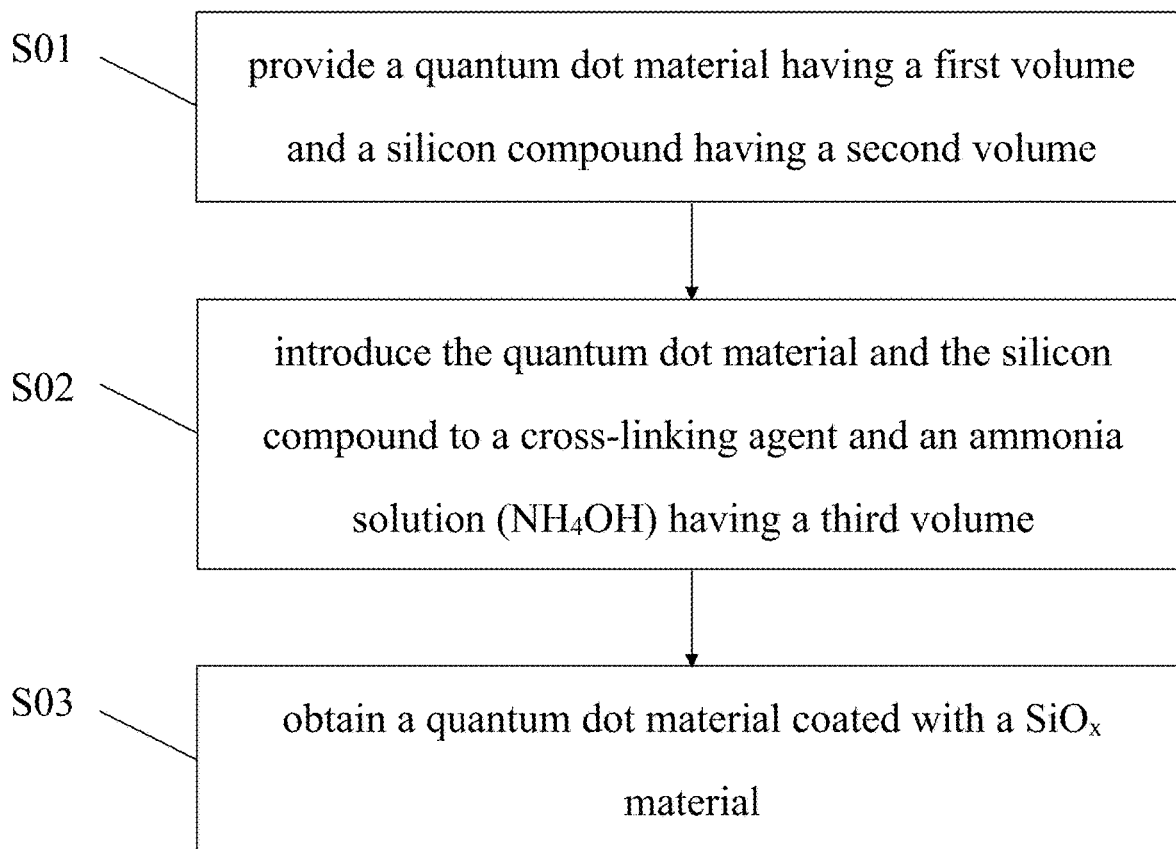 S01
provide a quantum dot material having a first volume
and a silicon compound having a second volume
S02
introduce the quantum dot material and the silicon
compound to a cross-linking agent and an ammonia
solution (NH₄OH) having a third volume
S03
obtain a quantum dot material coated with a SiOₓ
material